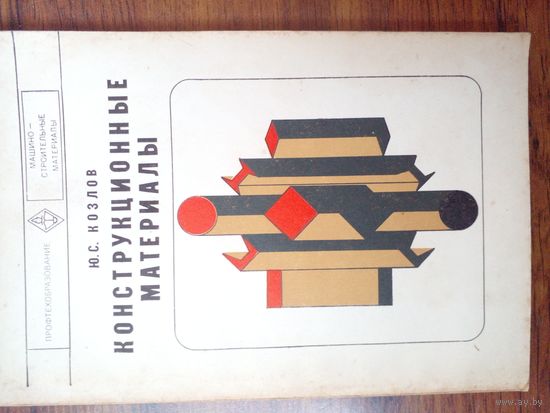 ПРОФТЕХОБРАЗОВАНИЕ
МАШИНО-
СТРОИТЕЛЬНЫЕ
МАТЕРИАЛЫ
Ю.С. КОЗЛОВ
КОНСТРУКЦИОННЫЕ
МАТЕРИАЛЫ
www.ay.by